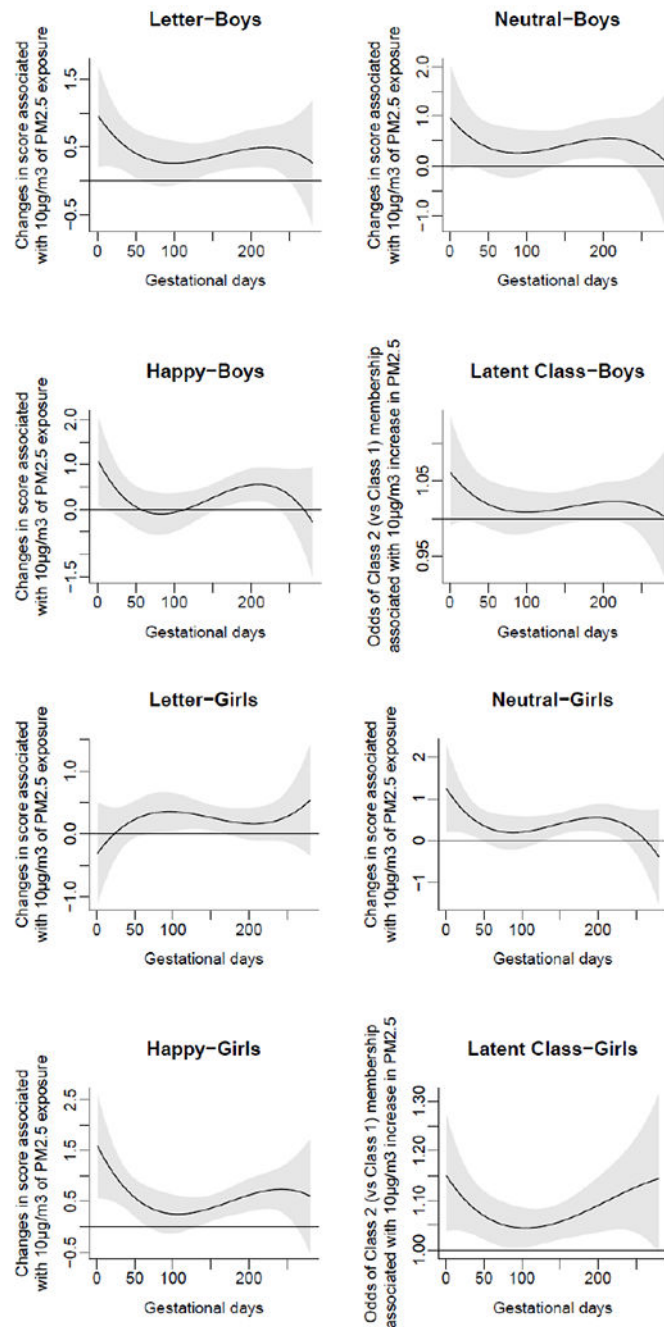 Letter−Boys
Changes in score associated
with 10µg/m3 of PM2.5 exposure
1.5
0.5
−0.5
0 50 100 200
Gestational days
Neutral−Boys
Changes in score associated
with 10µg/m3 of PM2.5 exposure
2.0
1.0
0.0
−1.0
0 50 100 200
Gestational days
Happy−Boys
Changes in score associated
with 10µg/m3 of PM2.5 exposure
2.0
1.0
0.0
−1.5
0 50 100 200
Gestational days
Latent Class−Boys
Odds of Class 2 (vs Class 1) membership
associated with 10µg/m3 increase in PM2.5
1.05
0.95
0 50 100 200
Gestational days
Letter−Girls
Changes in score associated
with 10µg/m3 of PM2.5 exposure
1.0
0.0
−1.0
0 50 100 200
Gestational days
Neutral−Girls
Changes in score associated
with 10µg/m3 of PM2.5 exposure
2
1
0
−1
0 50 100 200
Gestational days
Happy−Girls
Changes in score associated
with 10µg/m3 of PM2.5 exposure
2.5
1.5
0.5
−0.5
0 50 100 200
Gestational days
Latent Class−Girls
Odds of Class 2 (vs Class 1) membership
associated with 10µg/m3 increase in PM2.5
1.30
1.20
1.10
1.00
0 50 100 200
Gestational days